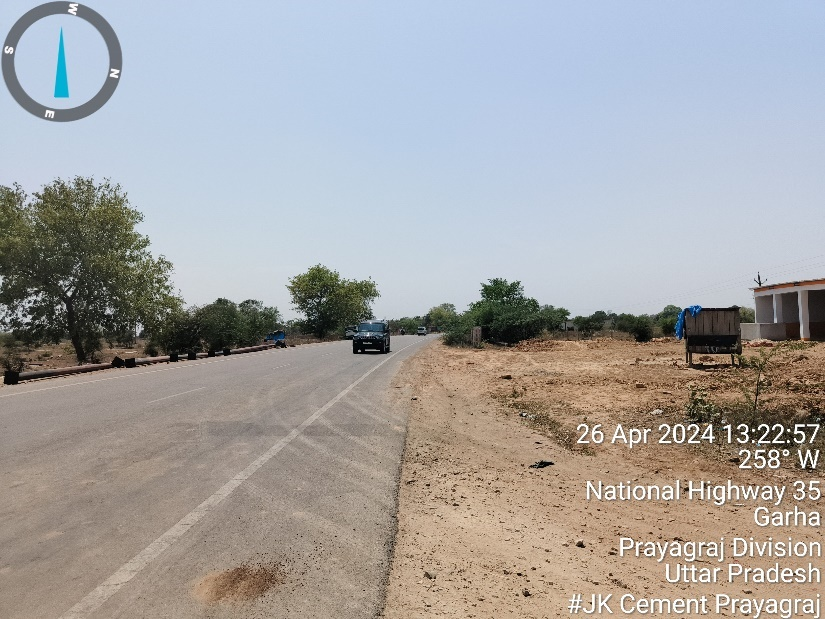 W
S
N
E
26 Apr 2024 13:22:57
258° W
National Highway 35
Garha
Prayagraj Division
Uttar Pradesh
#JK Cement Prayagraj